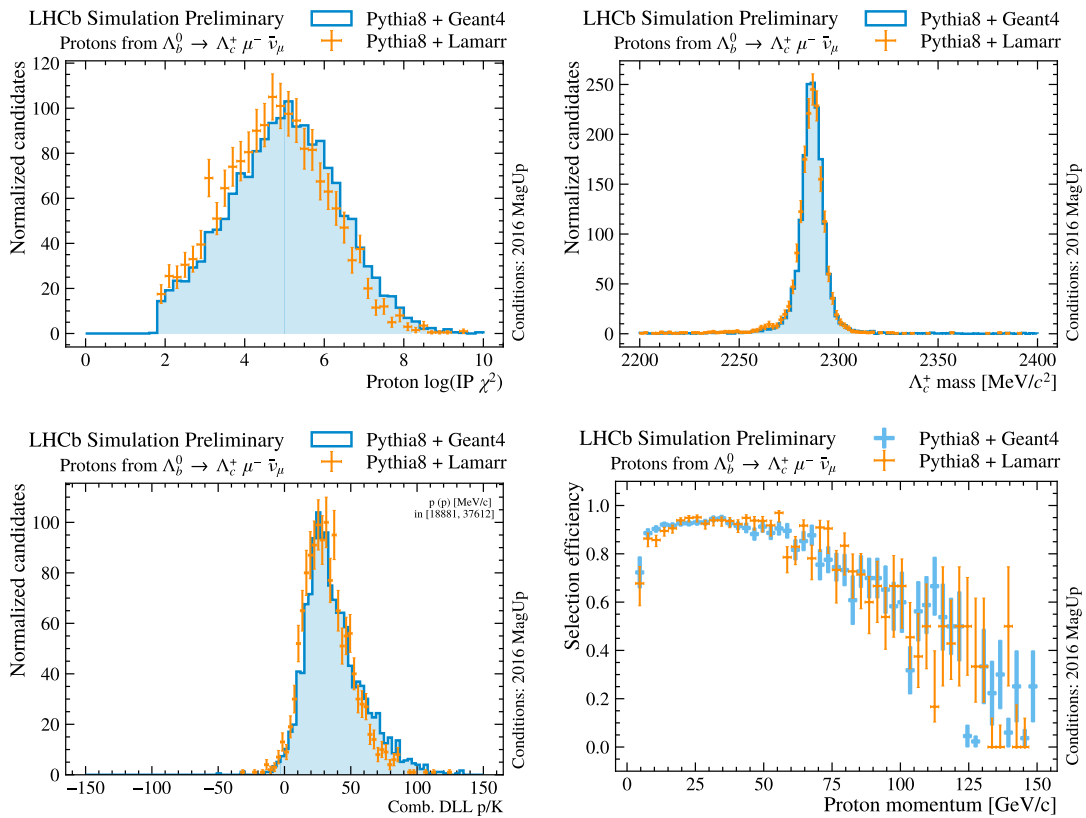 LHCb Simulation Preliminary
Protons from Λ_b^0 → Λ_c^+ μ^- ν̄_μ
Pythia8 + Geant4
Pythia8 + Lamarr
Normalized candidates
120
100
80
60
40
20
0
0 2 4 6 8 10
Proton log(IP χ^2)
Conditions: 2016 MagUp
LHCb Simulation Preliminary
Protons from Λ_b^0 → Λ_c^+ μ^- ν̄_μ
Pythia8 + Geant4
Pythia8 + Lamarr
Normalized candidates
250
200
150
100
50
0
2200 2250 2300 2350 2400
Λ_c^+ mass [MeV/c^2]
Conditions: 2016 MagUp
LHCb Simulation Preliminary
Protons from Λ_b^0 → Λ_c^+ μ^- ν̄_μ
Pythia8 + Geant4
Pythia8 + Lamarr
p (p) [MeV/c]
in [18881, 37612]
Normalized candidates
100
80
60
40
20
0
−150 −100 −50 0 50 100 150
Comb. DLL p/K
Conditions: 2016 MagUp
LHCb Simulation Preliminary
Protons from Λ_b^0 → Λ_c^+ μ^- ν̄_μ
Pythia8 + Geant4
Pythia8 + Lamarr
Selection efficiency
1.0
0.8
0.6
0.4
0.2
0.0
0 25 50 75 100 125 150
Proton momentum [GeV/c]
Conditions: 2016 MagUp